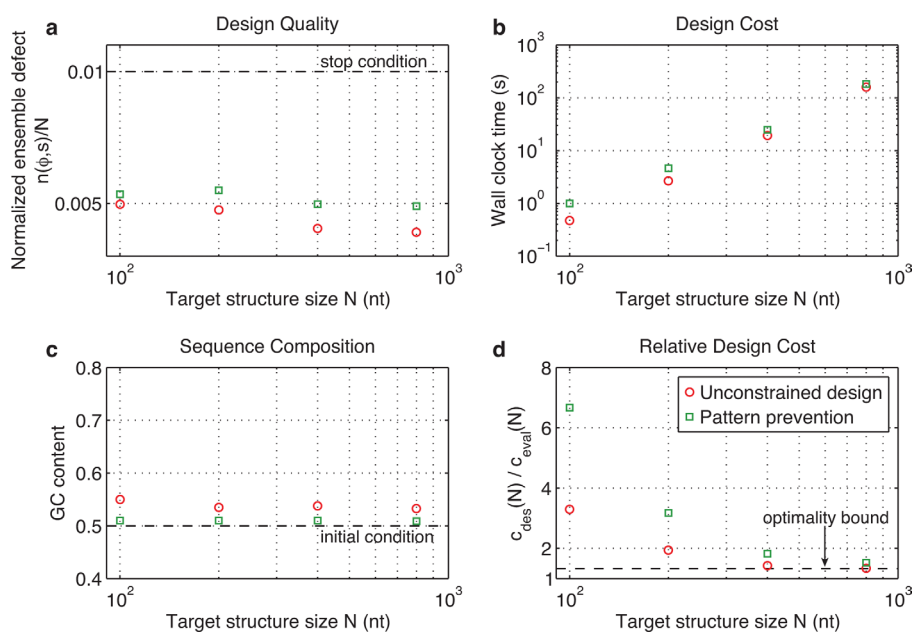 a Design Quality
Normalized ensemble defect
n(ϕ,s)/N
0.01
0.005
stop condition
10² 10³
Target structure size N (nt)
b Design Cost
Wall clock time (s)
10³
10²
10¹
10⁰
10⁻¹
10² 10³
Target structure size N (nt)
c Sequence Composition
GC content
0.8
0.7
0.6
0.5
0.4
initial condition
10² 10³
Target structure size N (nt)
d Relative Design Cost
c_des(N) / c_eval(N)
8
6
4
2
1
Unconstrained design
Pattern prevention
optimality bound
10² 10³
Target structure size N (nt)